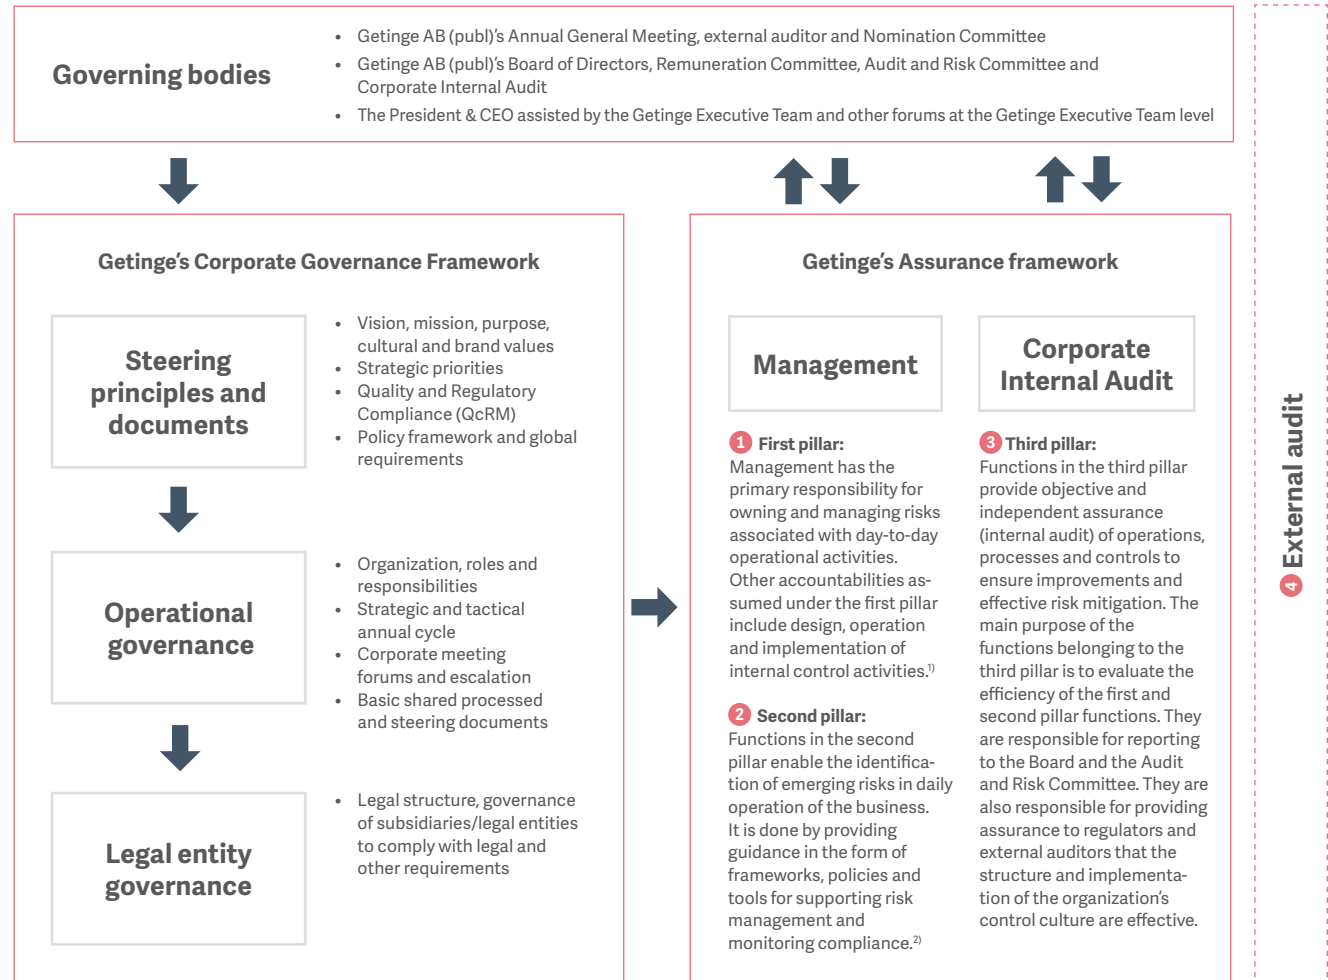 Governing bodies
• Getinge AB (publ)'s Annual General Meeting, external auditor and Nomination Committee
• Getinge AB (publ)'s Board of Directors, Remuneration Committee, Audit and Risk Committee and
Corporate Internal Audit
• The President & CEO assisted by the Getinge Executive Team and other forums at the Getinge Executive Team level
Getinge's Corporate Governance Framework
Steering
principles and
documents
• Vision, mission, purpose,
cultural and brand values
• Strategic priorities
• Quality and Regulatory
Compliance (QcRM)
• Policy framework and global
requirements
Operational
governance
• Organization, roles and
responsibilities
• Strategic and tactical
annual cycle
• Corporate meeting
forums and escalation
• Basic shared processed
and steering documents
Legal entity
governance
• Legal structure, governance
of subsidiaries/legal entities
to comply with legal and
other requirements
Getinge's Assurance framework
Management
1 First pillar:
Management has the
primary responsibility for
owning and managing risks
associated with day-to-day
operational activities.
Other accountabilities as-
sumed under the first pillar
include design, operation
and implementation of
internal control activities.1)
2 Second pillar:
Functions in the second
pillar enable the identifica-
tion of emerging risks in daily
operation of the business.
It is done by providing
guidance in the form of
frameworks, policies and
tools for supporting risk
management and
monitoring compliance.2)
Corporate
Internal Audit
3 Third pillar:
Functions in the third pillar
provide objective and
independent assurance
(internal audit) of operations,
processes and controls to
ensure improvements and
effective risk mitigation. The
main purpose of the
functions belonging to the
third pillar is to evaluate the
efficiency of the first and
second pillar functions. They
are responsible for reporting
to the Board and the Audit
and Risk Committee. They are
also responsible for providing
assurance to regulators and
external auditors that the
structure and implementa-
tion of the organization's
control culture are effective.
4 External audit